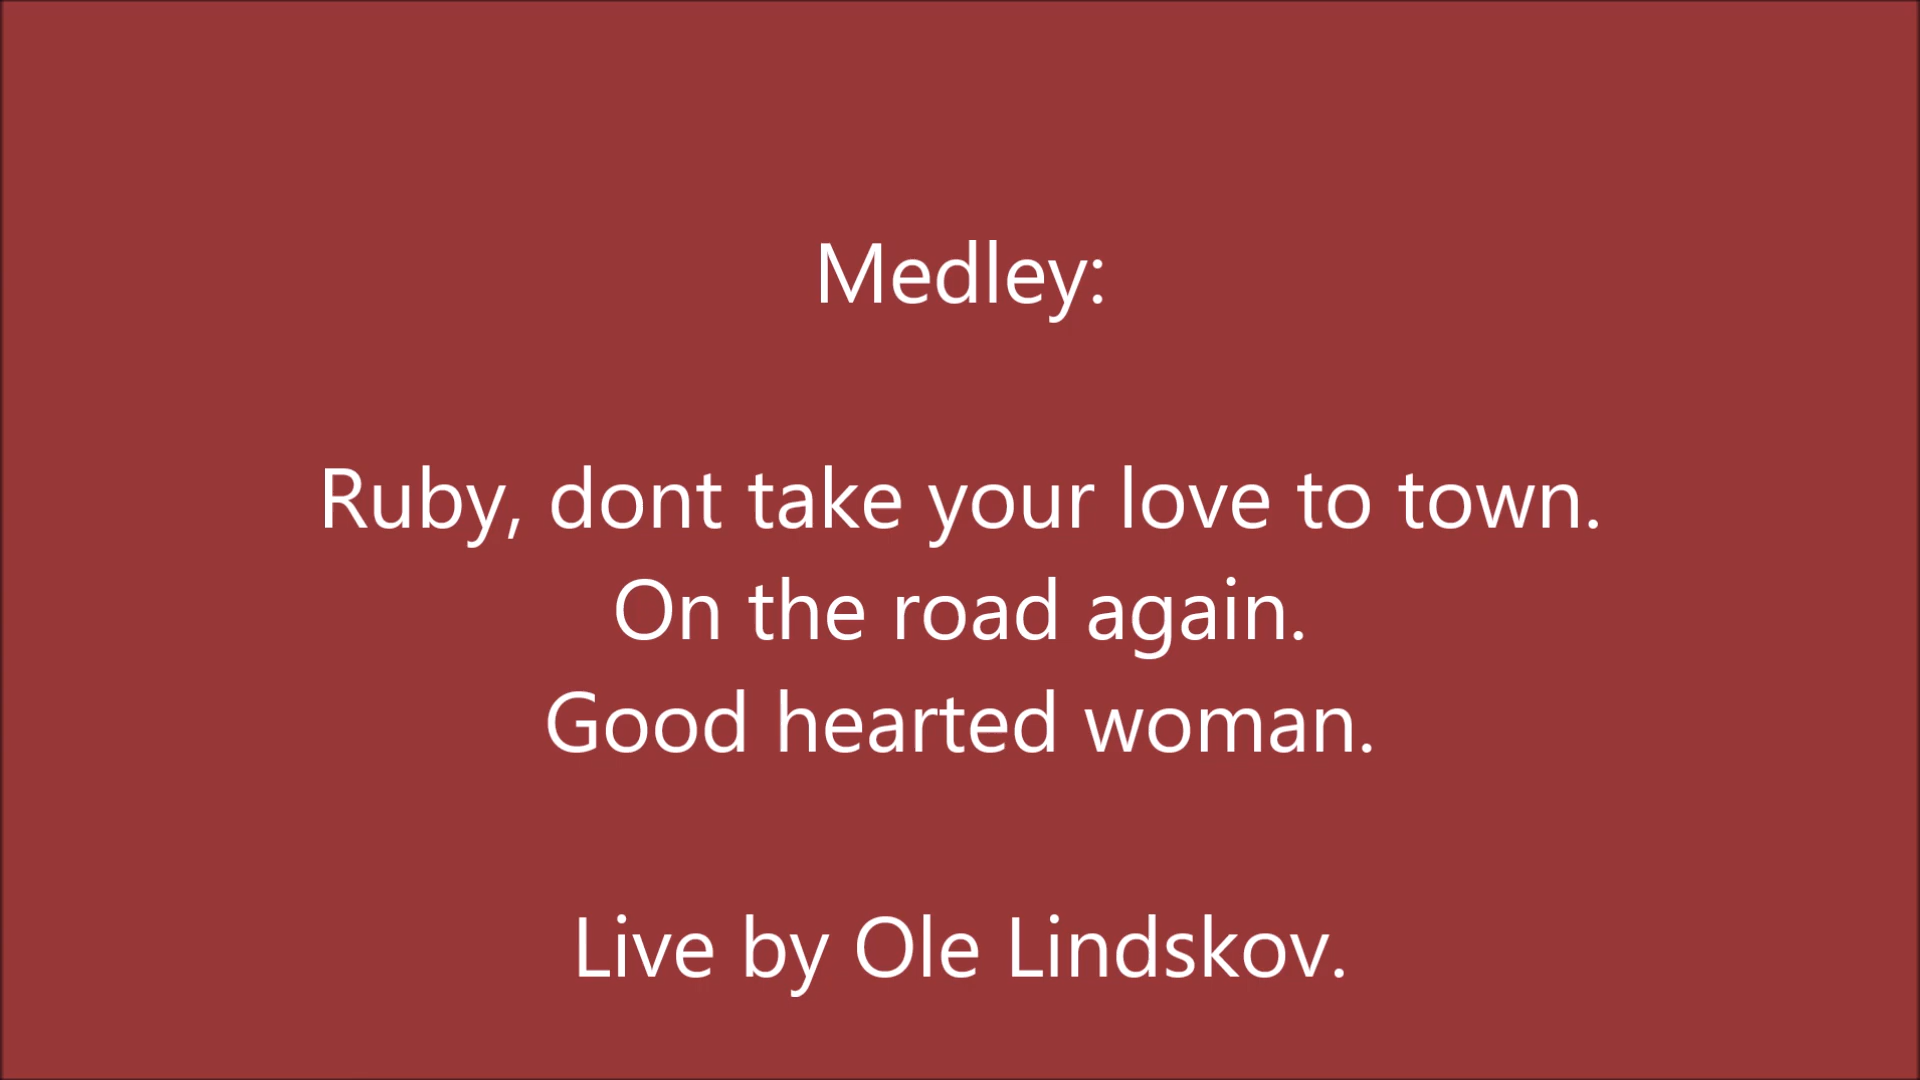 Medley:
Ruby, dont take your love to town.
On the road again.
Good hearted woman.
Live by Ole Lindskov.